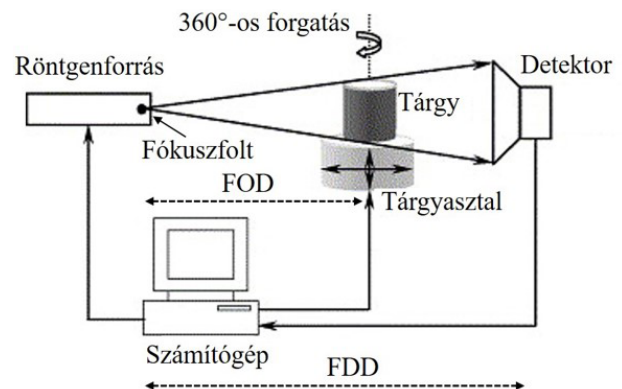 360°-os forgatás
Röntgenforrás
Detektor
Tárgy
Fókuszfolt
FOD
Tárgyasztal
Számítógép
FDD